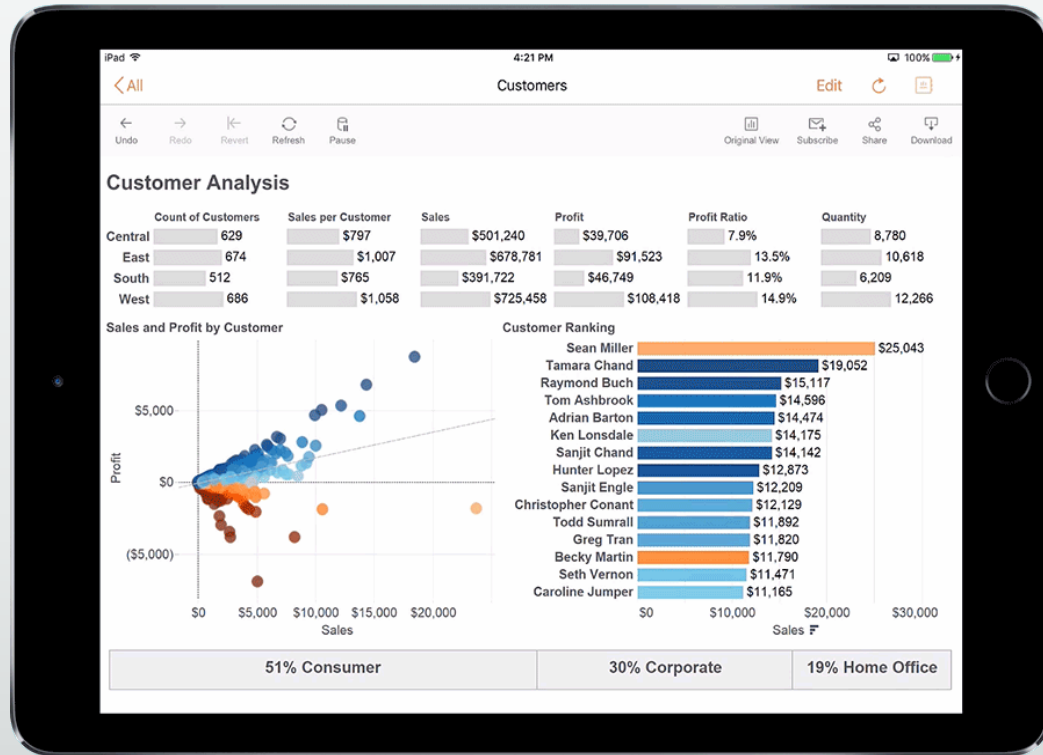 iPad 4:21 PM 100%
All Customers Edit
Undo Redo Revert Refresh Pause Original View Subscribe Share Download
Customer Analysis
Count of Customers Sales per Customer Sales Profit Profit Ratio Quantity
Central 629 $797 $501,240 $39,706 7.9% 8,780
East 674 $1,007 $678,781 $91,523 13.5% 10,618
South 512 $765 $391,722 $46,749 11.9% 6,209
West 686 $1,058 $725,458 $108,418 14.9% 12,266
Sales and Profit by Customer
$5,000
$0
($5,000)
Profit
$0 $5,000 $10,000 $15,000 $20,000
Sales
Customer Ranking
Sean Miller $25,043
Tamara Chand $19,052
Raymond Buch $15,117
Tom Ashbrook $14,596
Adrian Barton $14,474
Ken Lonsdale $14,175
Sanjit Chand $14,142
Hunter Lopez $12,873
Sanjit Engle $12,209
Christopher Conant $12,129
Todd Sumrall $11,892
Greg Tran $11,820
Becky Martin $11,790
Seth Vernon $11,471
Caroline Jumper $11,165
$0 $10,000 $20,000 $30,000
Sales
51% Consumer 30% Corporate 19% Home Office